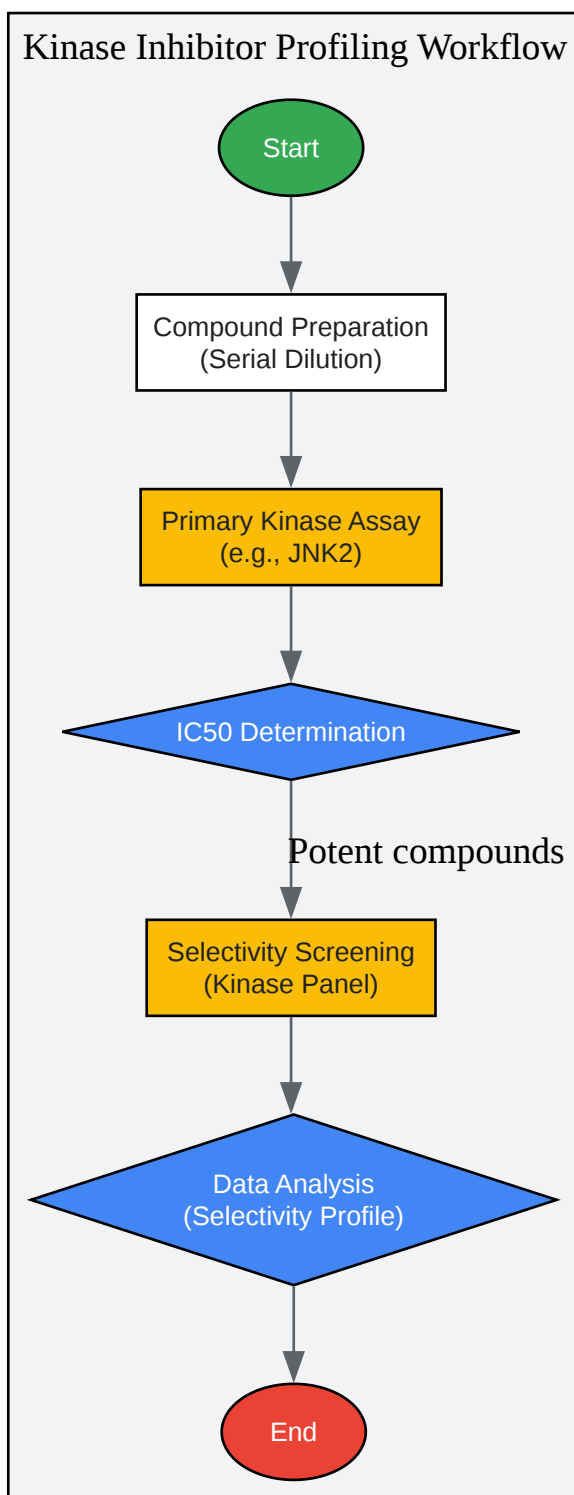 Kinase Inhibitor Profiling Workflow
Start
Compound Preparation
(Serial Dilution)
Primary Kinase Assay
(e.g., JNK2)
IC50 Determination
Potent compounds
Selectivity Screening
(Kinase Panel)
Data Analysis
(Selectivity Profile)
End